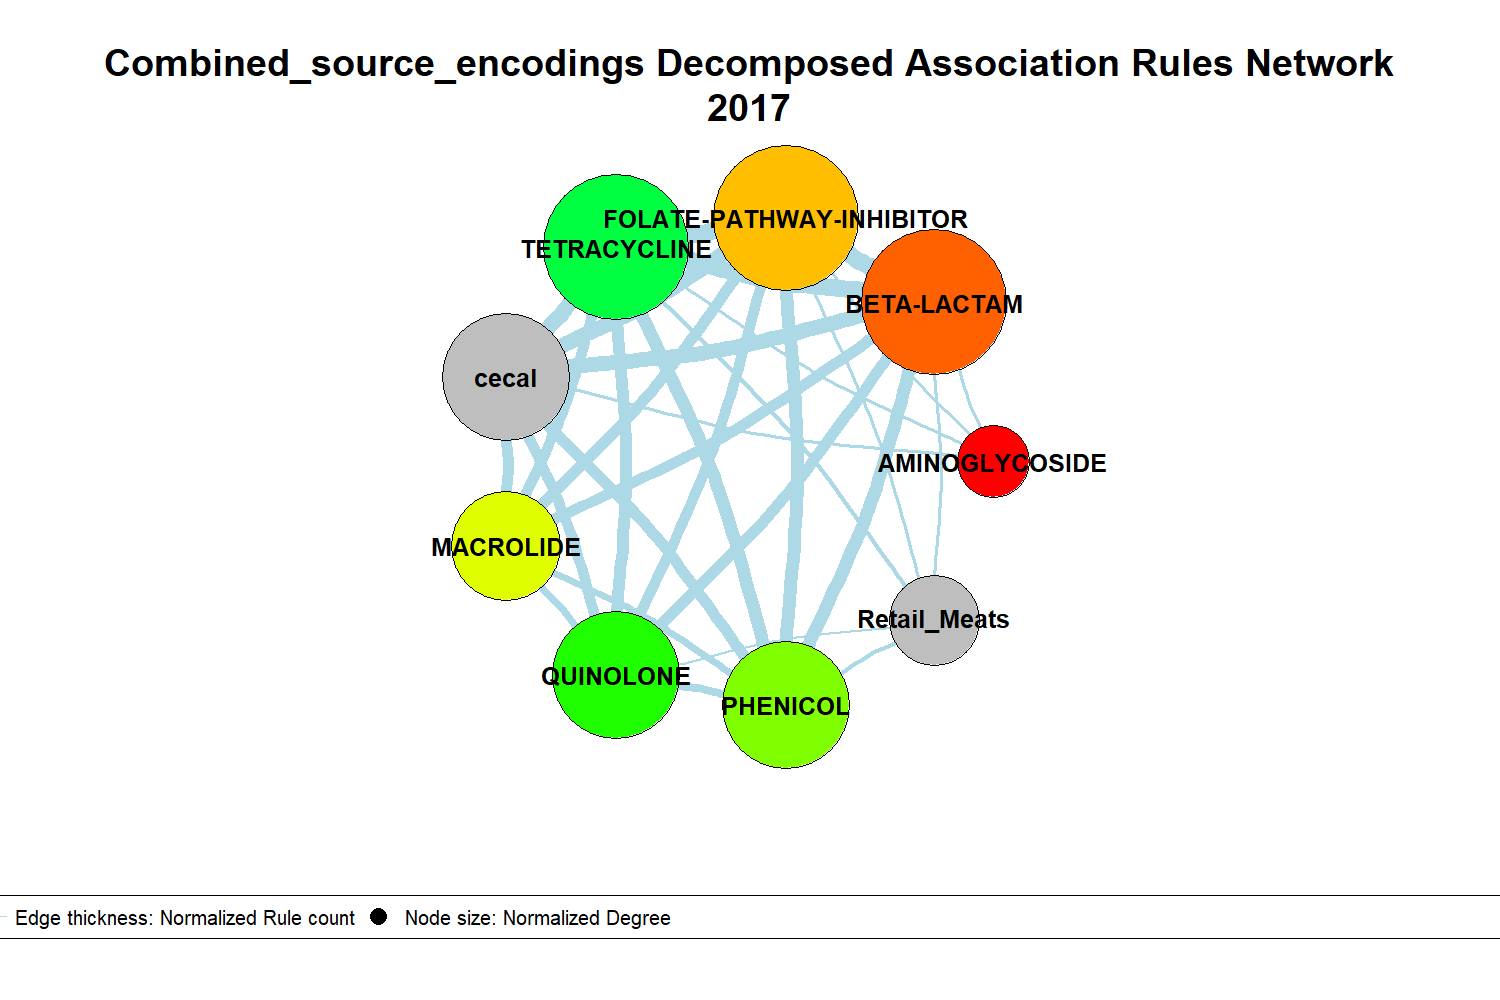 Combined_source_encodings Decomposed Association Rules Network
2017
FOLATE-PATHWAY-INHIBITOR
TETRACYCLINE
BETA-LACTAM
cecal
AMINOGLYCOSIDE
MACROLIDE
Retail_Meats
QUINOLONE
PHENICOL
Edge thickness: Normalized Rule count
Node size: Normalized Degree